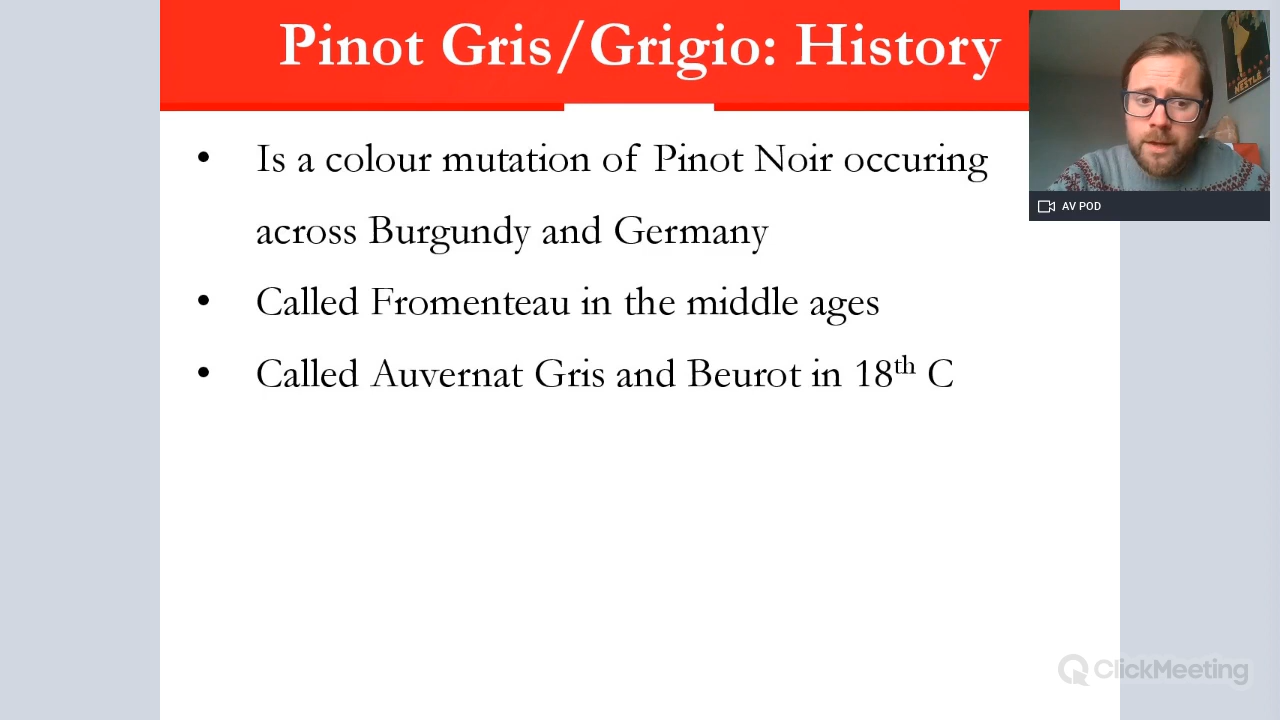 Pinot Gris/Grigio: History
• Is a colour mutation of Pinot Noir occuring
across Burgundy and Germany
• Called Fromenteau in the middle ages
• Called Auvernat Gris and Beurot in 18th C
NESTLÉ
AV POD
ClickMeeting